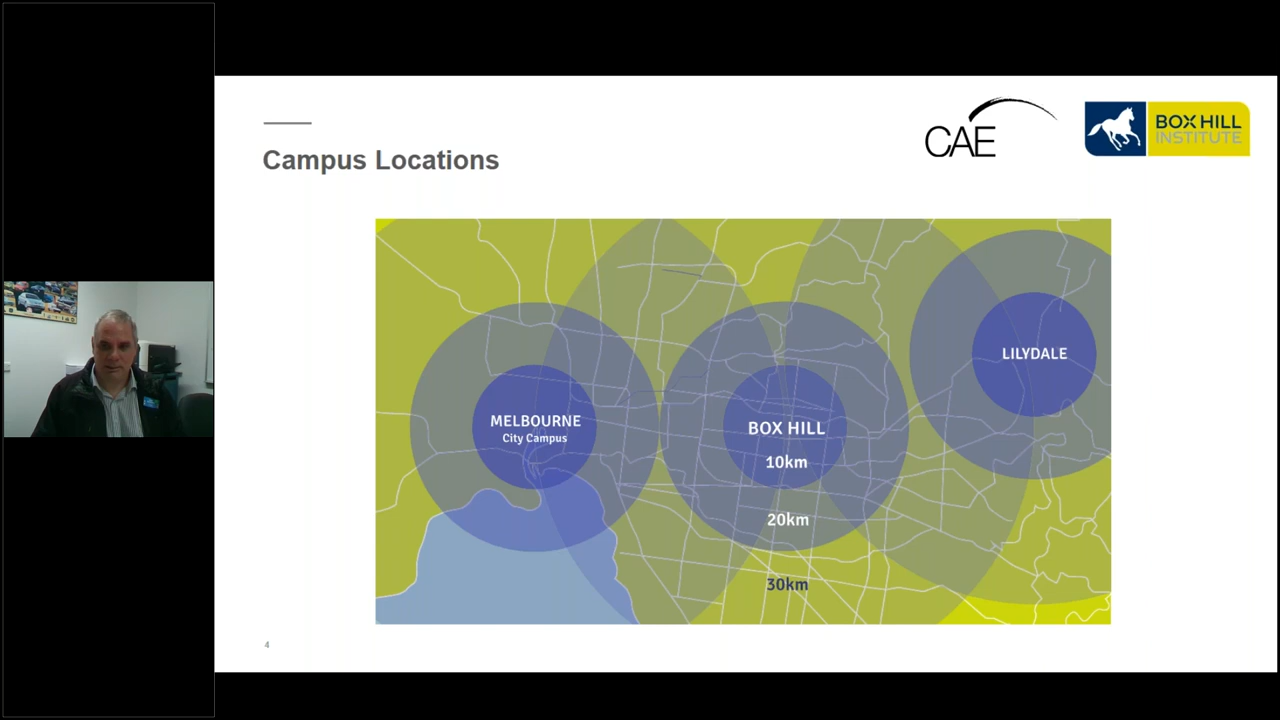 CAE
BOX HILL
INSTITUTE
Campus Locations
LILYDALE
MELBOURNE
City Campus
BOX HILL
10km
20km
30km
4